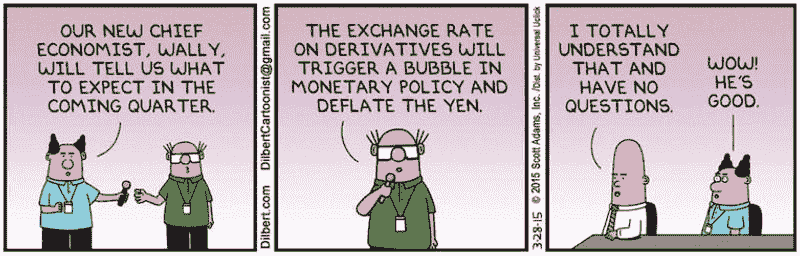 OUR NEW CHIEF
ECONOMIST, WALLY,
WILL TELL US WHAT
TO EXPECT IN THE
COMING QUARTER.
Dilbert.com DilbertCartoonist@gmail.com
THE EXCHANGE RATE
ON DERIVATIVES WILL
TRIGGER A BUBBLE IN
MONETARY POLICY AND
DEFLATE THE YEN.
3-28-15 © 2015 Scott Adams, Inc. /Dist. by Universal Uclick
I TOTALLY
UNDERSTAND
THAT AND
HAVE NO
QUESTIONS.
WOW!
HE'S
GOOD.